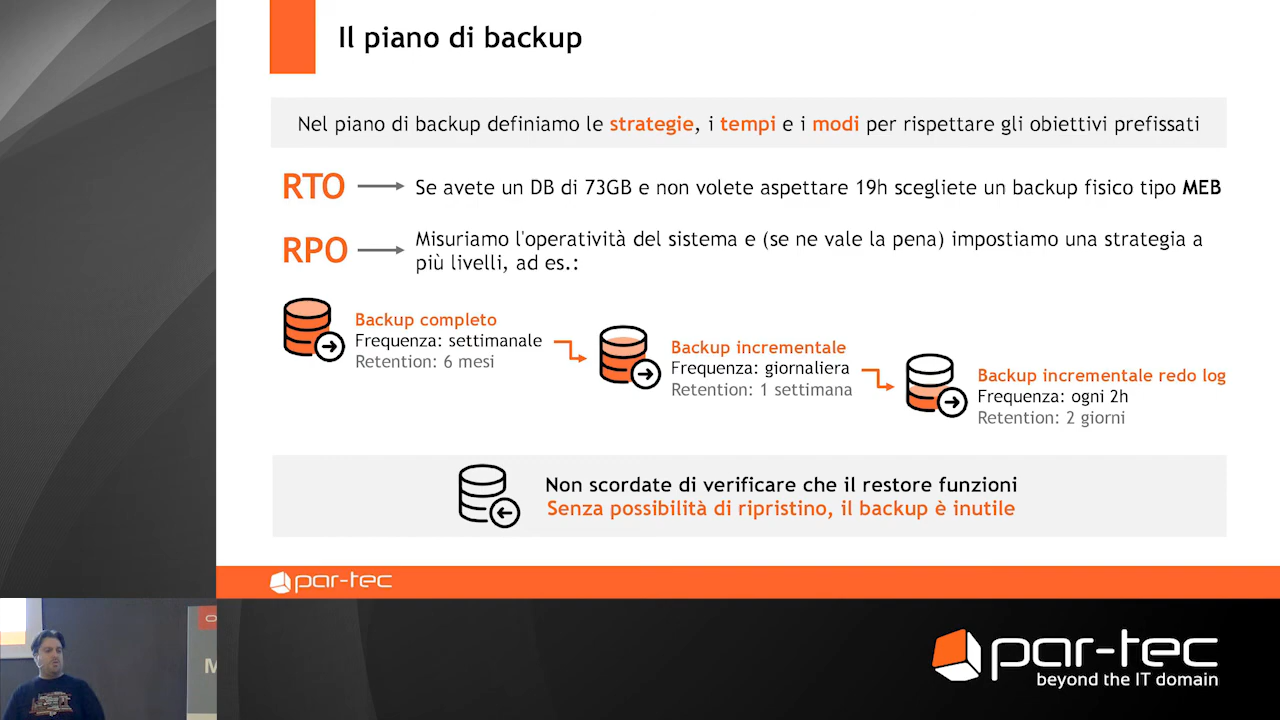 Il piano di backup
Nel piano di backup definiamo le strategie, i tempi e i modi per rispettare gli obiettivi prefissati
RTO
Se avete un DB di 73GB e non volete aspettare 19h scegliete un backup fisico tipo MEB
RPO
Misuriamo l'operatività del sistema e (se ne vale la pena) impostiamo una strategia a
più livelli, ad es.:
Backup completo
Frequenza: settimanale
Retention: 6 mesi
Backup incrementale
Frequenza: giornaliera
Retention: 1 settimana
Backup incrementale redo log
Frequenza: ogni 2h
Retention: 2 giorni
Non scordate di verificare che il restore funzioni
Senza possibilità di ripristino, il backup è inutile
par-tec
par-tec
beyond the IT domain